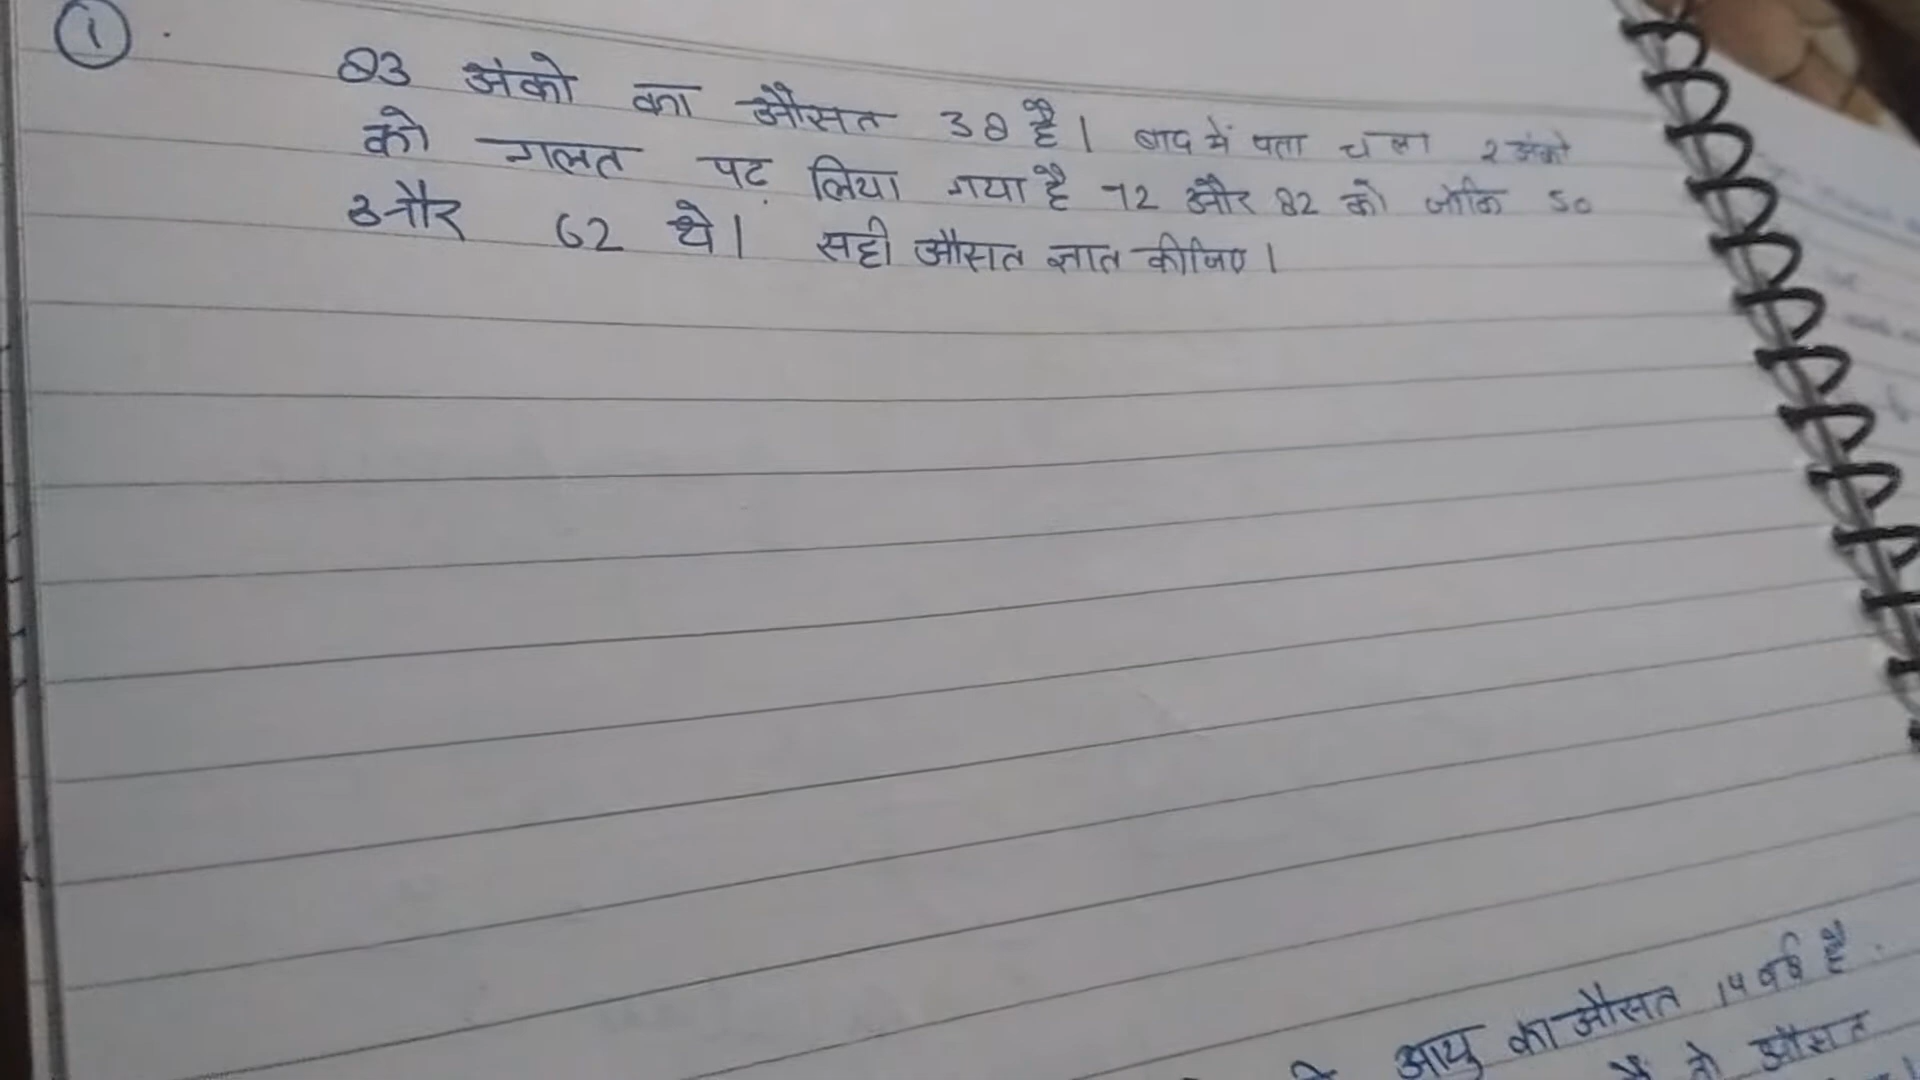 1
83 अंको का औसत 38 है। बाद में पता चला 2 अंको
को गलत पढ़ लिया गया है 72 और 82 को जोकि 50
और 62 थे। सही औसत ज्ञात कीजिए।
आयु का औसत 14 वर्ष है.
तो औसत